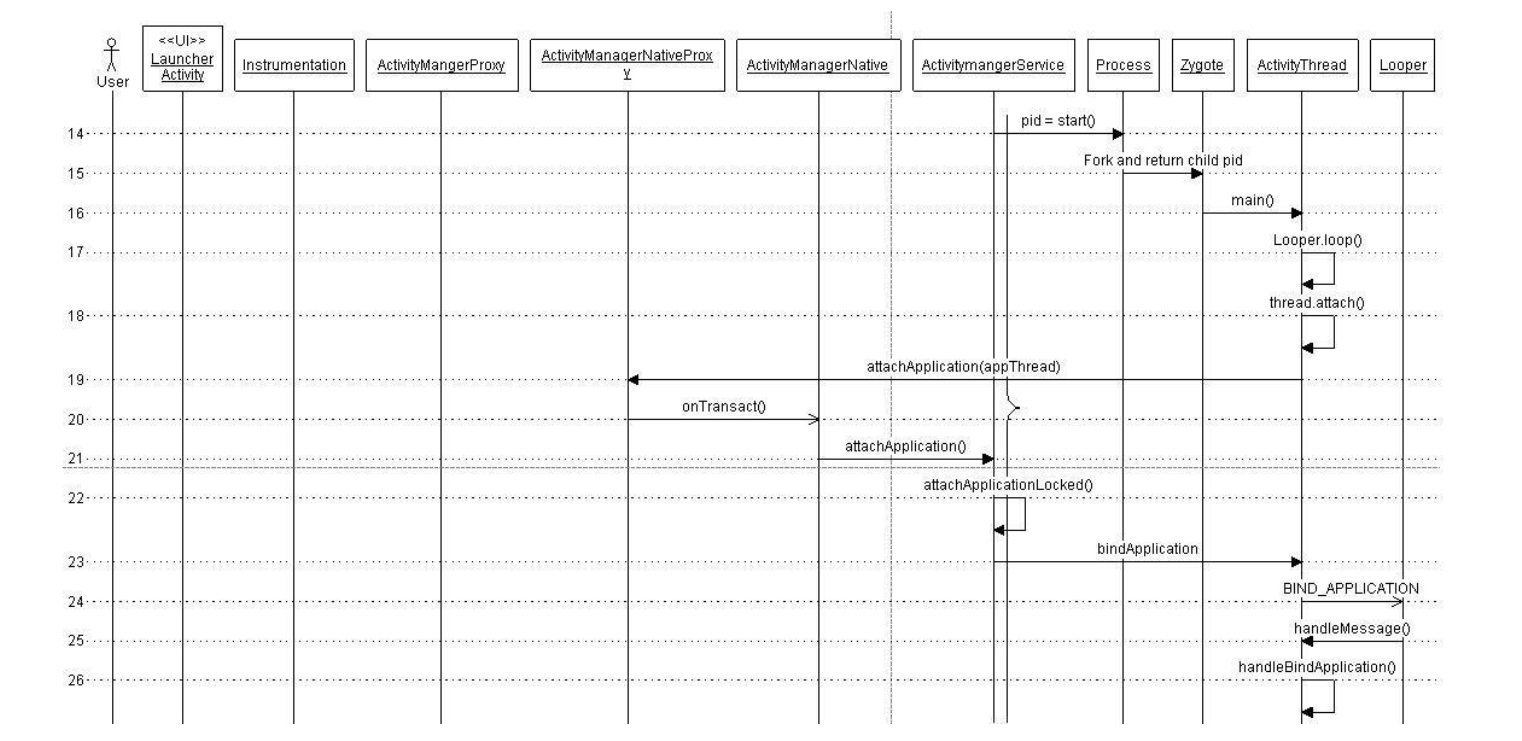 <<UI>>
Launcher
Activity
User
Instrumentation
ActivityMangerProxy
ActivityManagerNativeProx
y
ActivityManagerNative
ActivitymangerService
Process
Zygote
ActivityThread
Looper
pid = start()
14
Fork and return child pid
15
main()
16
Looper.loop()
17
thread.attach()
18
attachApplication(appThread)
19
onTransact()
20
attachApplication()
21
attachApplicationLocked()
22
bindApplication
23
BIND_APPLICATION
24
handleMessage()
25
handleBindApplication()
26